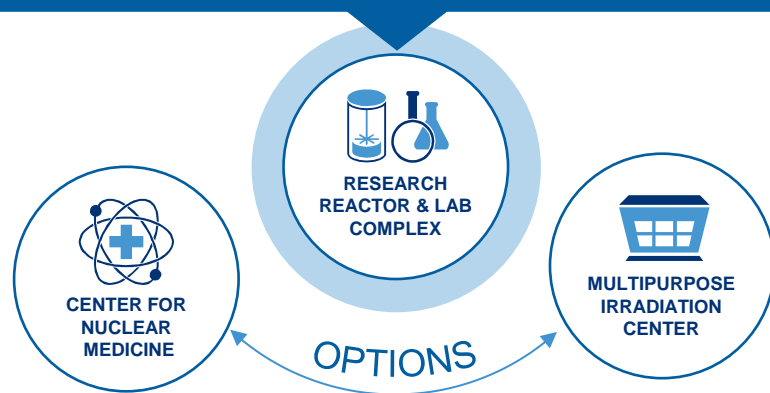 RESEARCH
REACTOR & LAB
COMPLEX
CENTER FOR
NUCLEAR
MEDICINE
MULTIPURPOSE
IRRADIATION
CENTER
OPTIONS